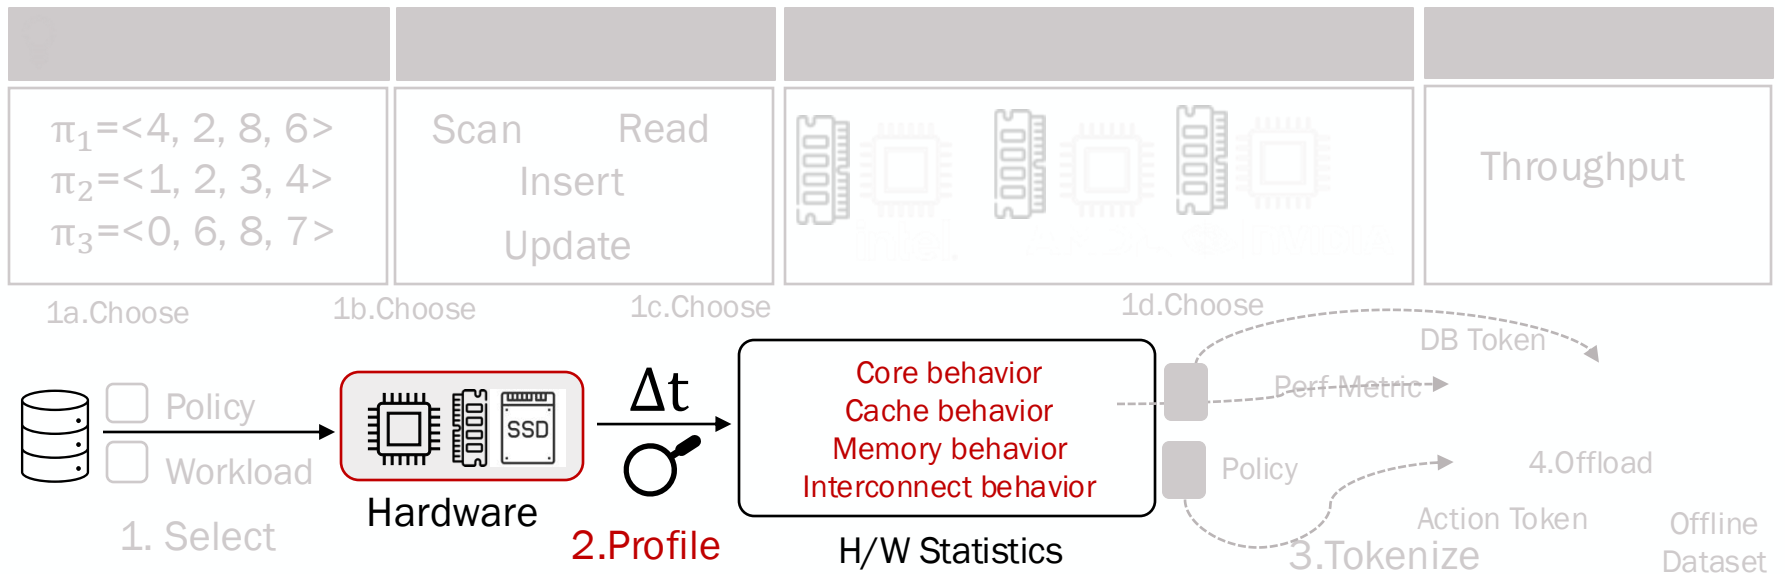 π1=<4, 2, 8, 6>
π2=<1, 2, 3, 4>
π3=<0, 6, 8, 7>
Scan Read
Insert
Update
Throughput
1a.Choose
1b.Choose
1c.Choose
1d.Choose
DB Token
Perf Metric
Policy
Workload
1. Select
SSD
Hardware
Δt
2.Profile
Core behavior
Cache behavior
Memory behavior
Interconnect behavior
H/W Statistics
Policy
4.Offload
Action Token
3.Tokenize
Offline
Dataset